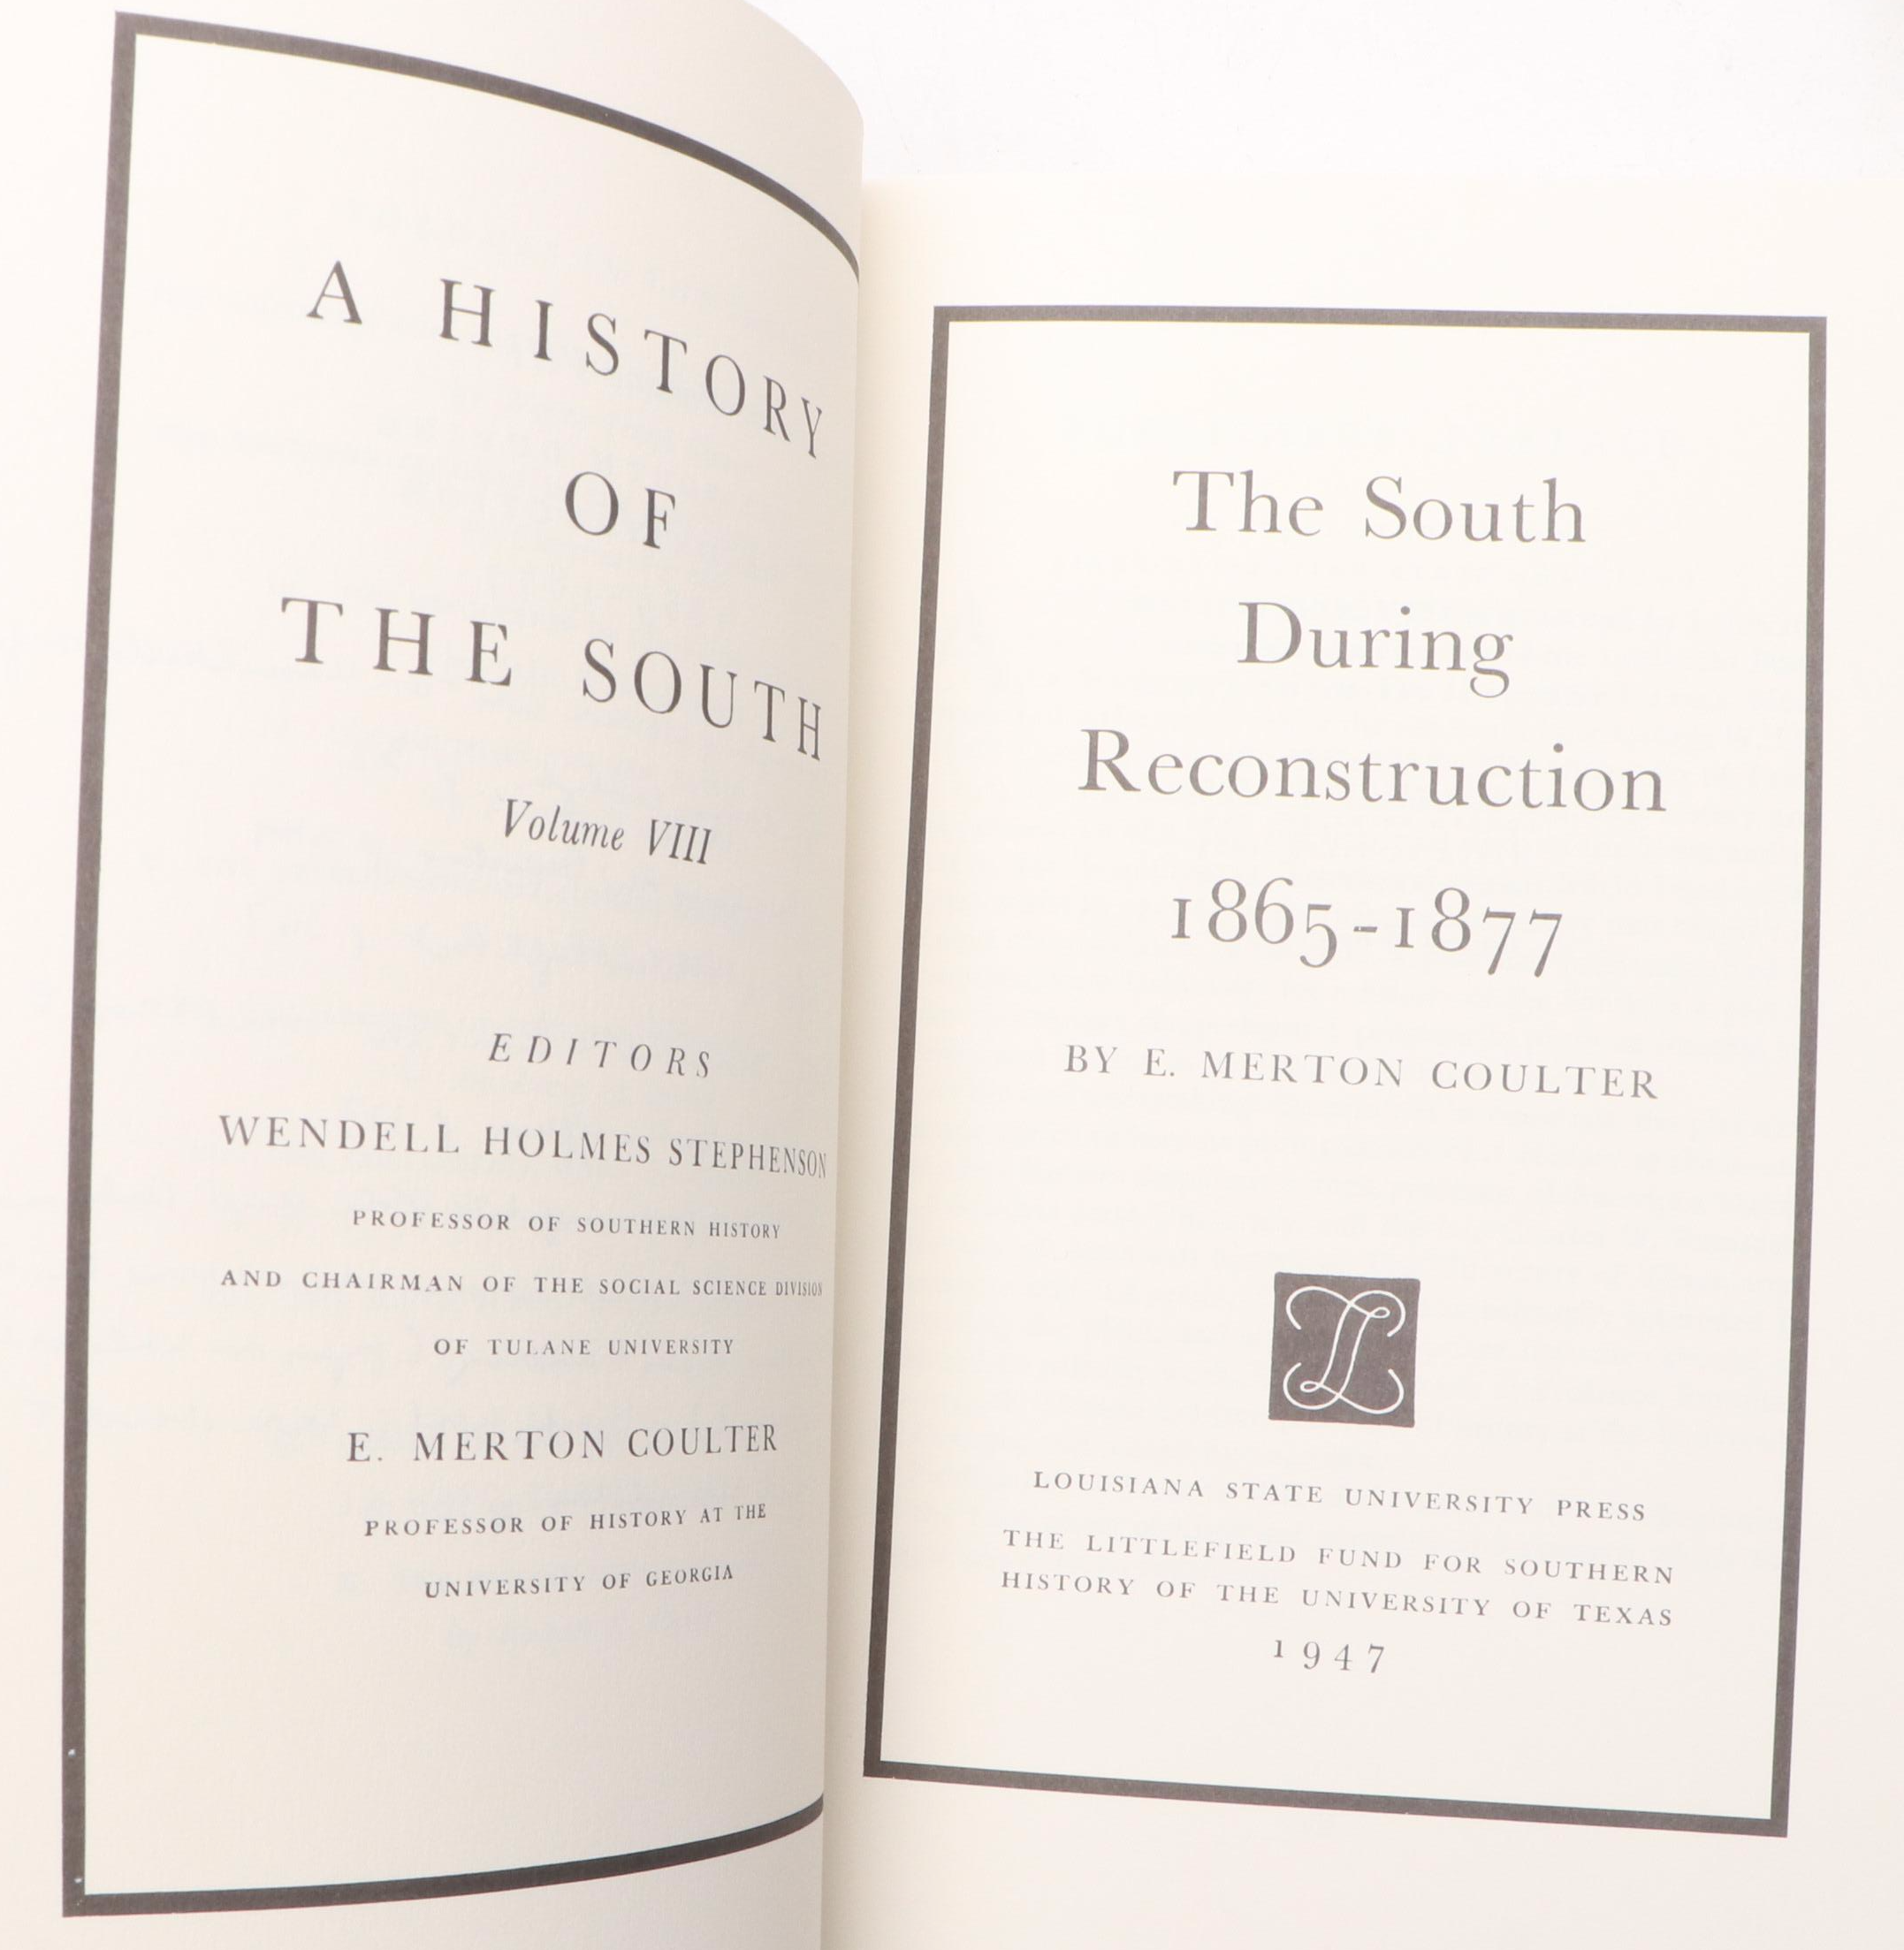 A HISTORY
OF
THE SOUTH
Volume VIII
EDITORS
WENDELL HOLMES STEPHENSON
PROFESSOR OF SOUTHERN HISTORY
AND CHAIRMAN OF THE SOCIAL SCIENCE DIVISION
OF TULANE UNIVERSITY
E. MERTON COULTER
PROFESSOR OF HISTORY AT THE
UNIVERSITY OF GEORGIA
The South
During
Reconstruction
1865-1877
BY E. MERTON COULTER
L
LOUISIANA STATE UNIVERSITY PRESS
THE LITTLEFIELD FUND FOR SOUTHERN
HISTORY OF THE UNIVERSITY OF TEXAS
1947